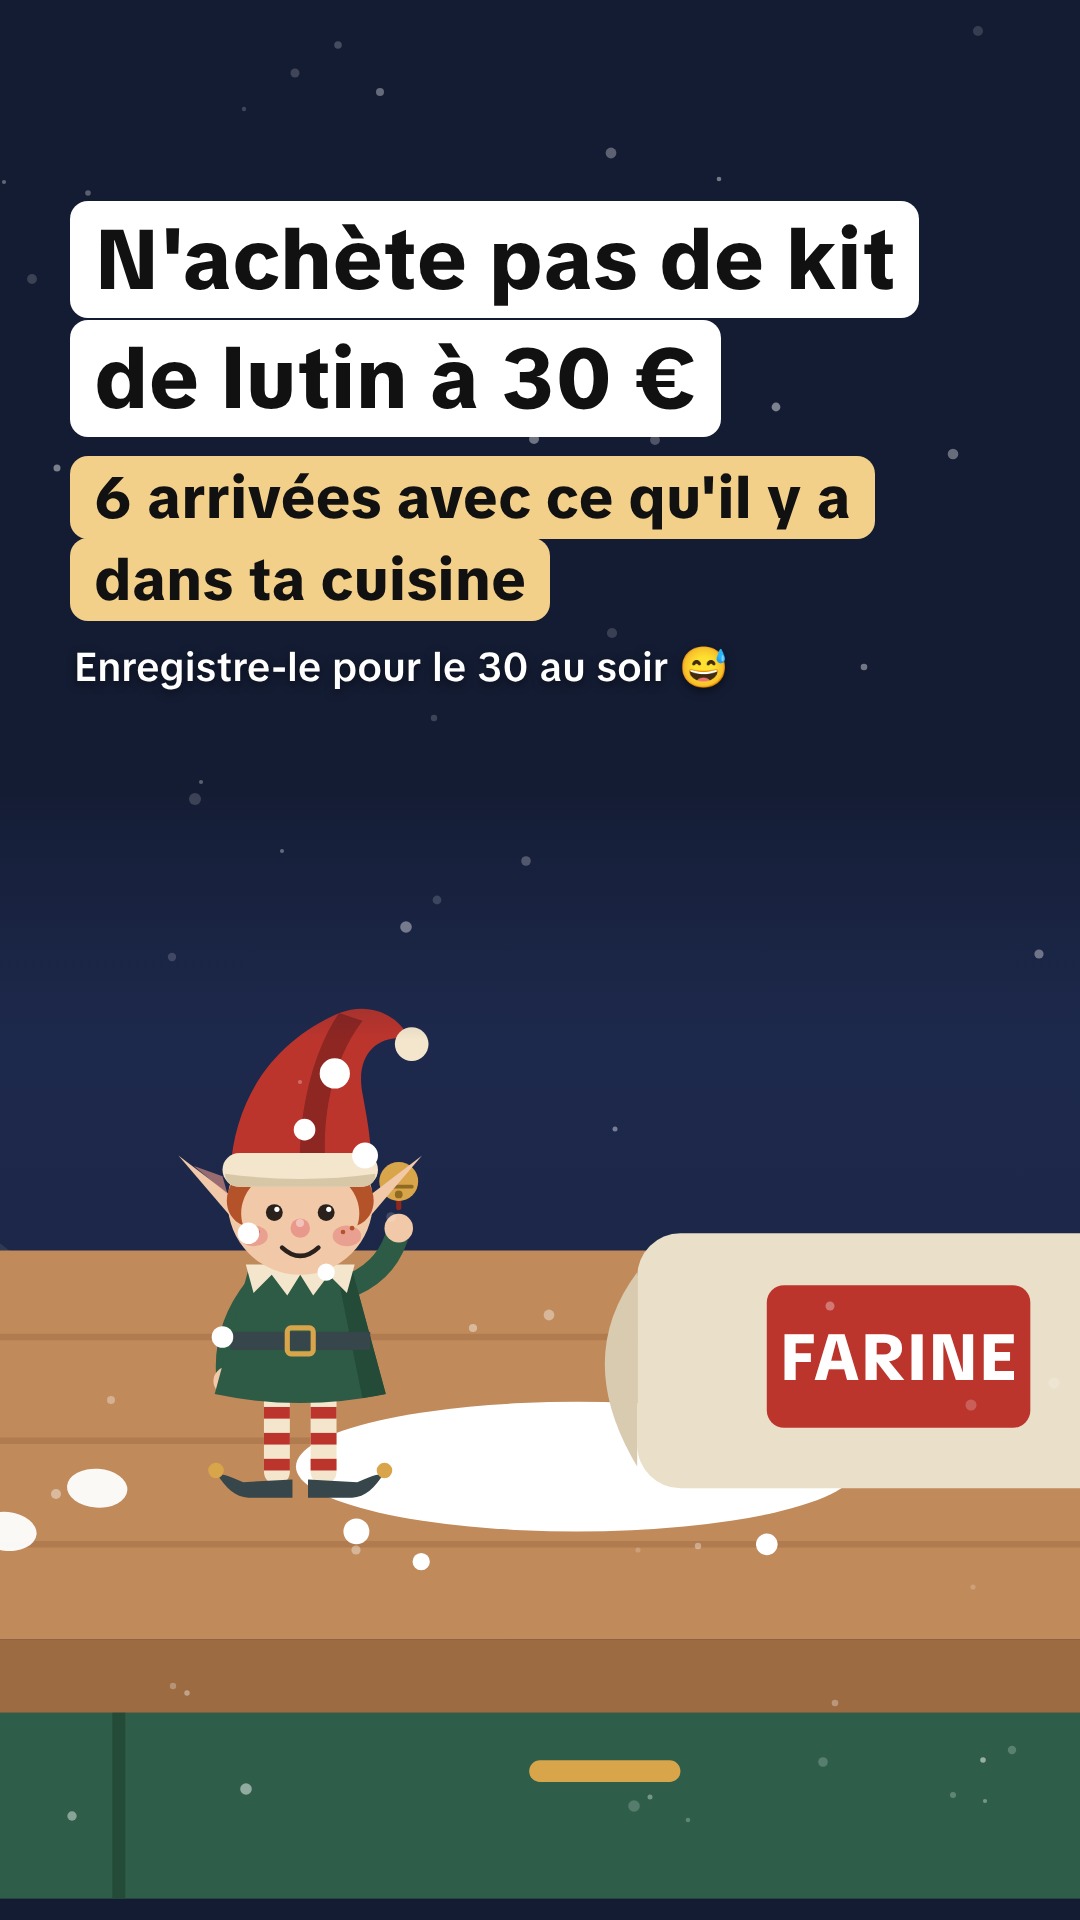 N'achète pas de kit
de lutin à 30 €
6 arrivées avec ce qu'il y a
dans ta cuisine
Enregistre-le pour le 30 au soir 😅
FARINE